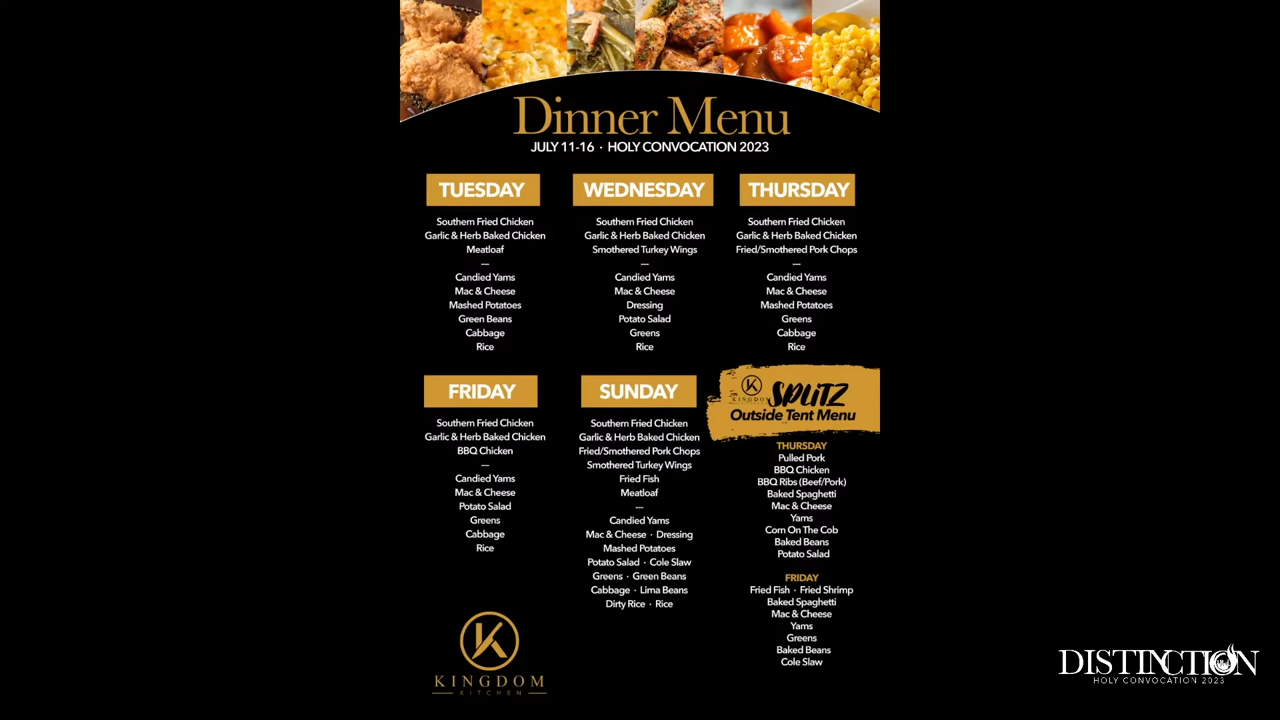 Dinner Menu
JULY 11-16 · HOLY CONVOCATION 2023
TUESDAY
Southern Fried Chicken
Garlic & Herb Baked Chicken
Meatloaf
—
Candied Yams
Mac & Cheese
Mashed Potatoes
Green Beans
Cabbage
Rice
WEDNESDAY
Southern Fried Chicken
Garlic & Herb Baked Chicken
Smothered Turkey Wings
—
Candied Yams
Mac & Cheese
Dressing
Potato Salad
Greens
Rice
THURSDAY
Southern Fried Chicken
Garlic & Herb Baked Chicken
Fried/Smothered Pork Chops
—
Candied Yams
Mac & Cheese
Mashed Potatoes
Greens
Cabbage
Rice
FRIDAY
Southern Fried Chicken
Garlic & Herb Baked Chicken
BBQ Chicken
—
Candied Yams
Mac & Cheese
Potato Salad
Greens
Cabbage
Rice
SUNDAY
Southern Fried Chicken
Garlic & Herb Baked Chicken
Fried/Smothered Pork Chops
Smothered Turkey Wings
Fried Fish
Meatloaf
—
Candied Yams
Mac & Cheese · Dressing
Mashed Potatoes
Potato Salad · Cole Slaw
Greens · Green Beans
Cabbage · Lima Beans
Dirty Rice · Rice
K
KINGDOM
SPLITZ
Outside Tent Menu
THURSDAY
Pulled Pork
BBQ Chicken
BBQ Ribs (Beef/Pork)
Baked Spaghetti
Mac & Cheese
Yams
Corn On The Cob
Baked Beans
Potato Salad
FRIDAY
Fried Fish · Fried Shrimp
Baked Spaghetti
Mac & Cheese
Yams
Greens
Baked Beans
Cole Slaw
K
KINGDOM
KITCHEN
DISTINCTION
HOLY CONVOCATION 2023